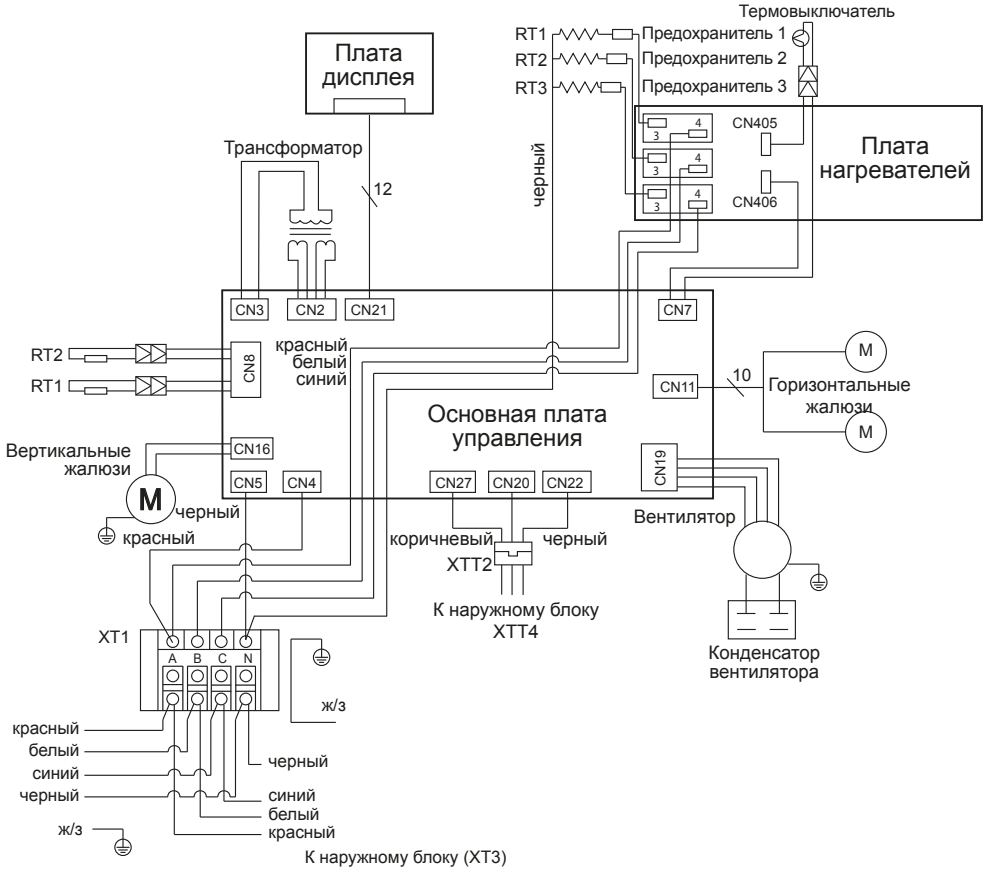 Термовыключатель
RT1
Предохранитель 1
RT2
Предохранитель 2
RT3
Предохранитель 3
Плата
дисплея
3
4
3
4
3
4
CN405
CN406
Плата
нагревателей
Трансформатор
12
черный
CN3
CN2
CN21
CN7
красный
белый
синий
RT2
RT1
CN8
CN11
10
M
Горизонтальные
жалюзи
M
Основная плата
управления
Вертикальные
жалюзи
CN16
CN5
CN4
CN27
CN20
CN22
CN19
M
черный
красный
Вентилятор
коричневый
черный
XTT2
К наружному блоку
XTT4
Конденсатор
вентилятора
XT1
A
B
C
N
ж/з
красный
белый
синий
черный
черный
синий
белый
красный
ж/з
К наружному блоку (XT3)